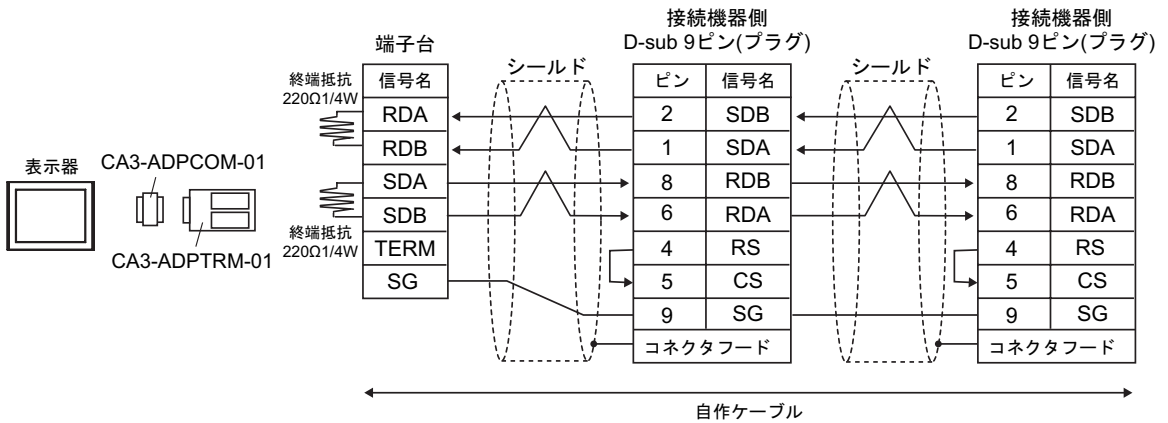 表示器
CA3-ADPCOM-01
CA3-ADPTRM-01
終端抵抗
220Ω1/4W
終端抵抗
220Ω1/4W
端子台
信号名
RDA
RDB
SDA
SDB
TERM
SG
シールド
接続機器側
D-sub 9ピン(プラグ)
ピン 信号名
2 SDB
1 SDA
8 RDB
6 RDA
4 RS
5 CS
9 SG
コネクタフード
シールド
接続機器側
D-sub 9ピン(プラグ)
ピン 信号名
2 SDB
1 SDA
8 RDB
6 RDA
4 RS
5 CS
9 SG
コネクタフード
自作ケーブル